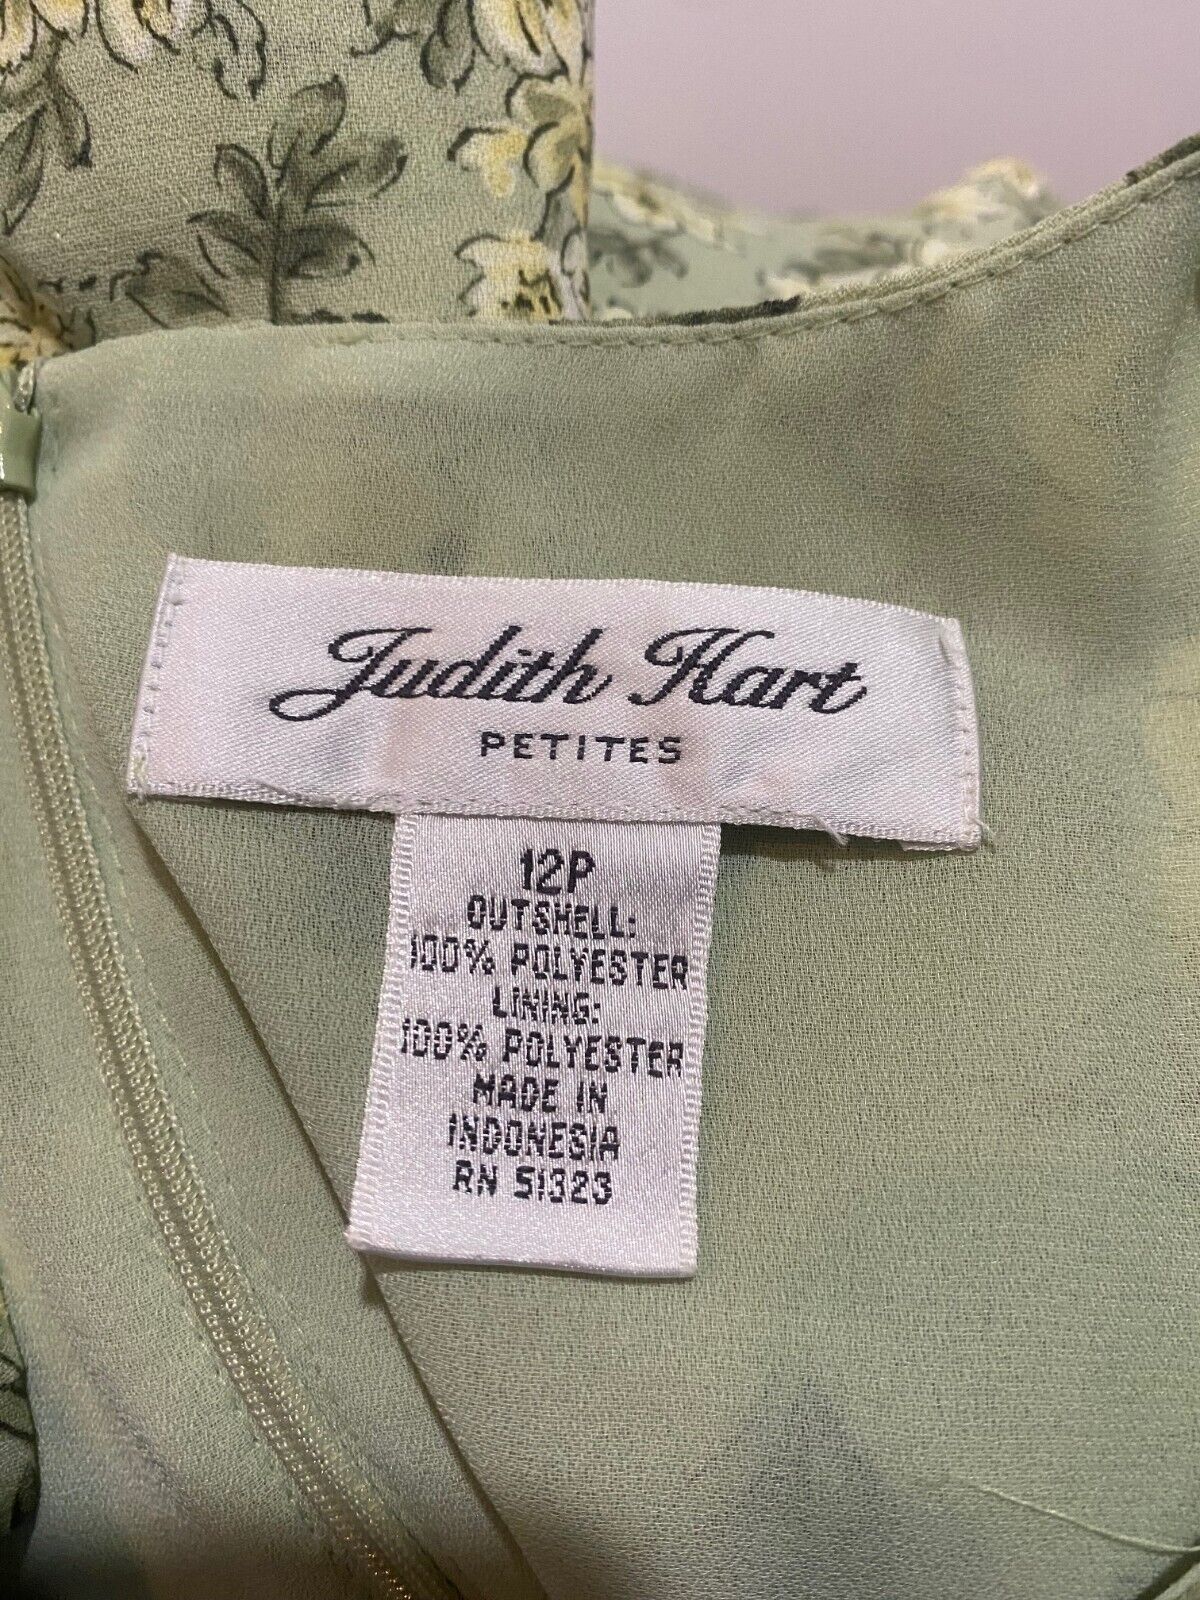 Judith Hart
PETITES
12P
OUTSHELL:
100% POLYESTER
LINING:
100% POLYESTER
MADE IN
INDONESIA
RN 51323